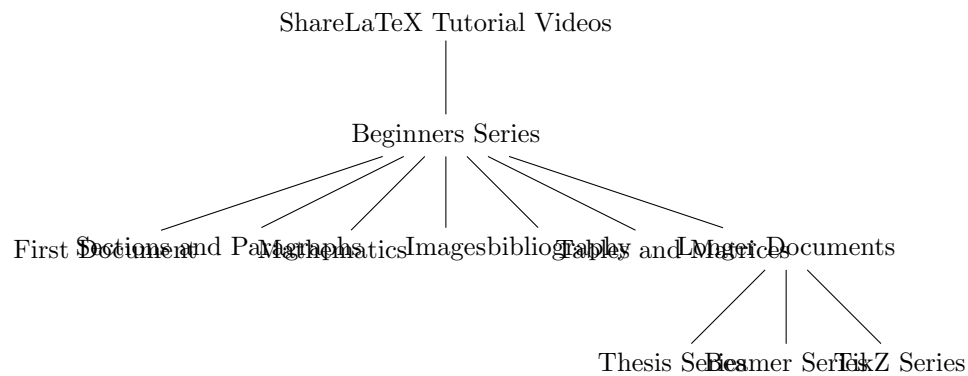 ShareLaTeX Tutorial Videos
Beginners Series
First Document
Sections and Paragraphs
Mathematics
Images
bibliography
Tables and Matrices
Longer Documents
Thesis Series
Beamer Series
TikZ Series